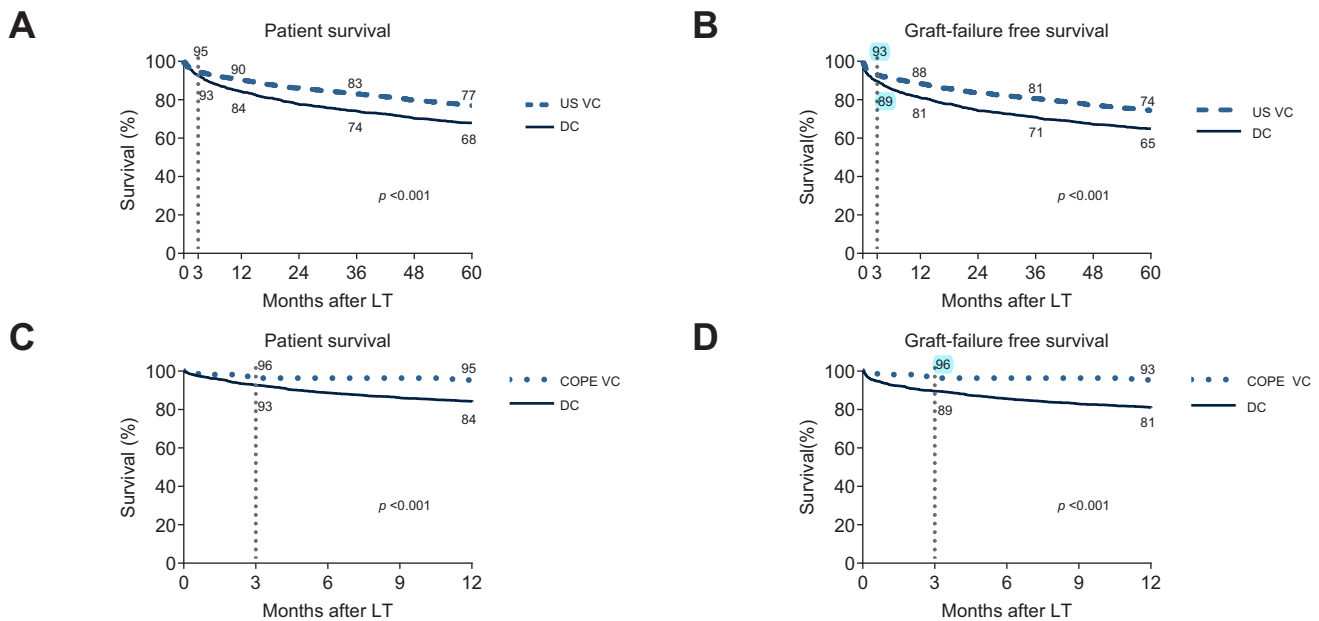 A
Patient survival
Survival (%)
100
80
60
40
20
0
95
90
83
77
93
84
74
68
p <0.001
US VC
DC
0 3 12 24 36 48 60
Months after LT
B
Graft-failure free survival
Survival(%)
100
80
60
40
20
0
93
88
81
74
89
81
71
65
p <0.001
US VC
DC
0 3 12 24 36 48 60
Months after LT
C
Patient survival
Survival (%)
100
80
60
40
20
0
96
95
93
84
p <0.001
COPE VC
DC
0 3 6 9 12
Months after LT
D
Graft-failure free survival
Survival(%)
100
80
60
40
20
0
96
93
89
81
p <0.001
COPE VC
DC
0 3 6 9 12
Months after LT